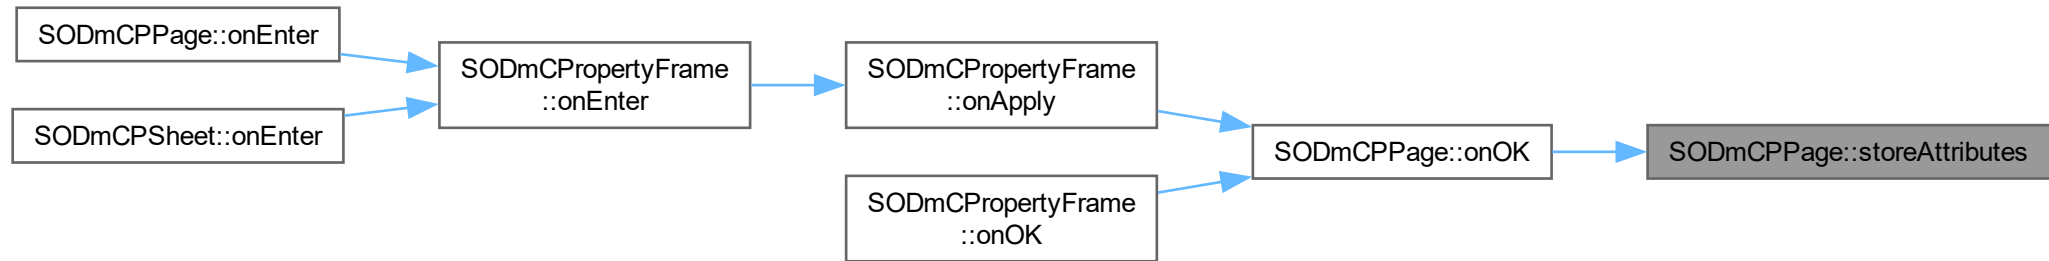 SODmCPPage::onEnter
SODmCPSheet::onEnter
SODmCPropertyFrame
::onEnter
SODmCPropertyFrame
::onApply
SODmCPropertyFrame
::onOK
SODmCPPage::onOK
SODmCPPage::storeAttributes